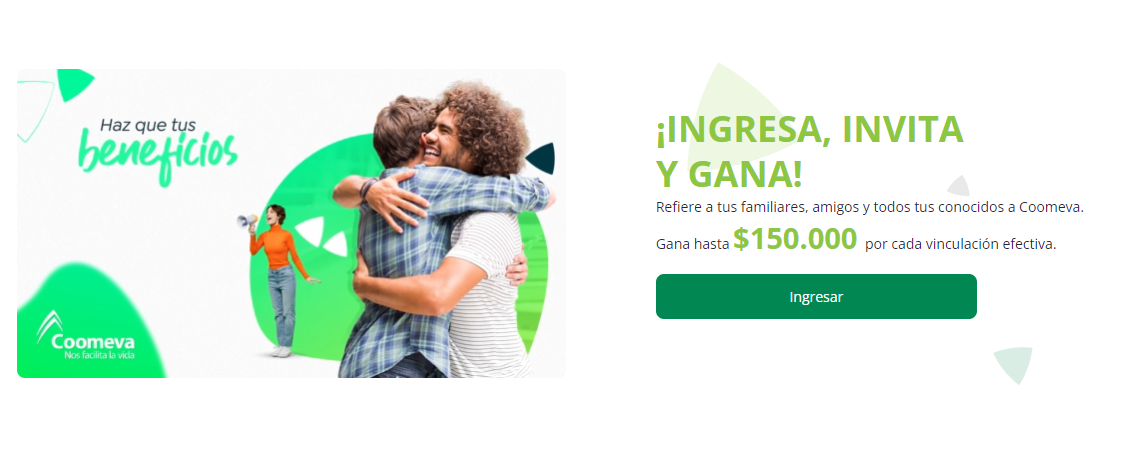 Haz que tus
beneficios
Coomeva
Nos facilita la vida
¡INGRESA, INVITA
Y GANA!
Refiere a tus familiares, amigos y todos tus conocidos a Coomeva.
Gana hasta $150.000 por cada vinculación efectiva.
Ingresar